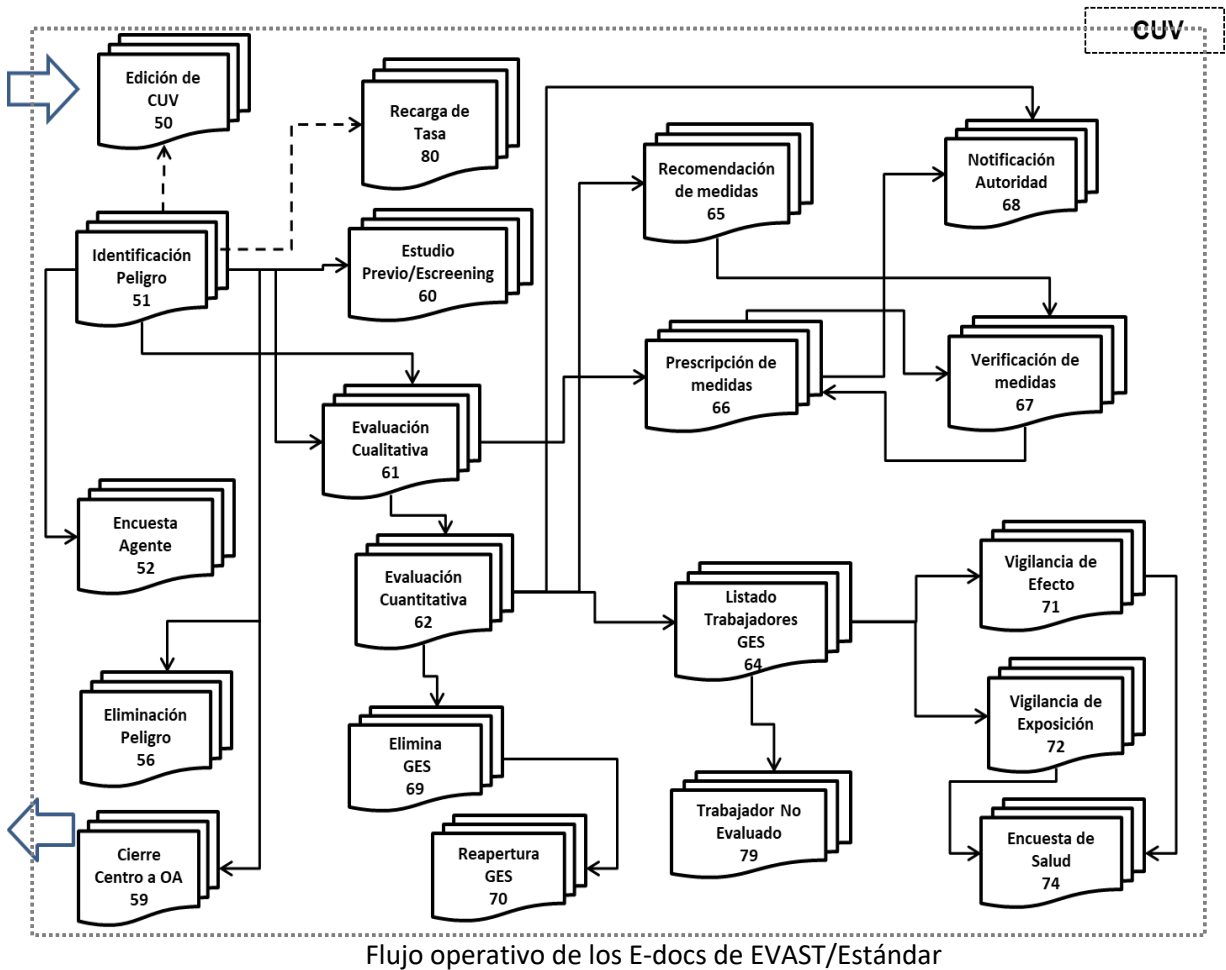 CUV
Edición de
CUV
50
Recarga de
Tasa
80
Recomendación
de medidas
65
Notificación
Autoridad
68
Identificación
Peligro
51
Estudio
Previo/Escreening
60
Prescripción de
medidas
66
Verificación de
medidas
67
Evaluación
Cualitativa
61
Encuesta
Agente
52
Evaluación
Cuantitativa
62
Listado
Trabajadores
GES
64
Vigilancia de
Efecto
71
Eliminación
Peligro
56
Elimina
GES
69
Vigilancia de
Exposición
72
Cierre
Centro a OA
59
Reapertura
GES
70
Trabajador No
Evaluado
79
Encuesta de
Salud
74
Flujo operativo de los E-docs de EVAST/Estándar